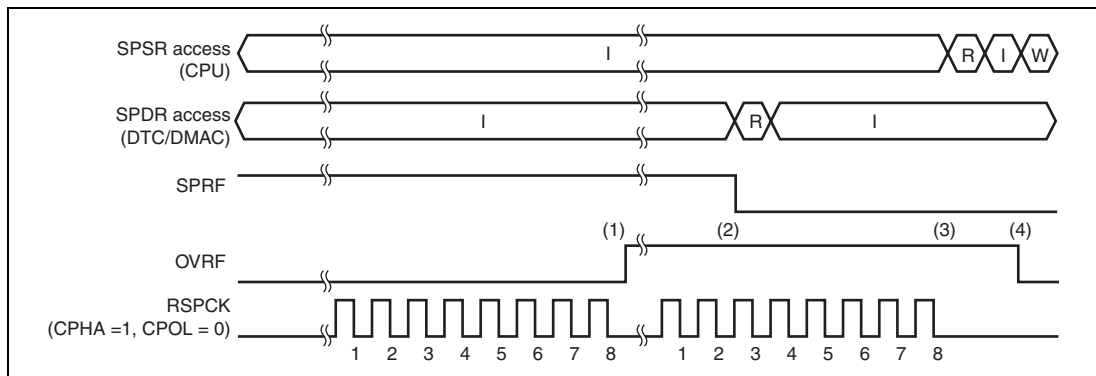 SPSR access
(CPU)
I
R
I
W
SPDR access
(DTC/DMAC)
I
R
I
SPRF
(1)
(2)
(3)
(4)
OVRF
RSPCK
(CPHA =1, CPOL = 0)
1 2 3 4 5 6 7 8 1 2 3 4 5 6 7 8